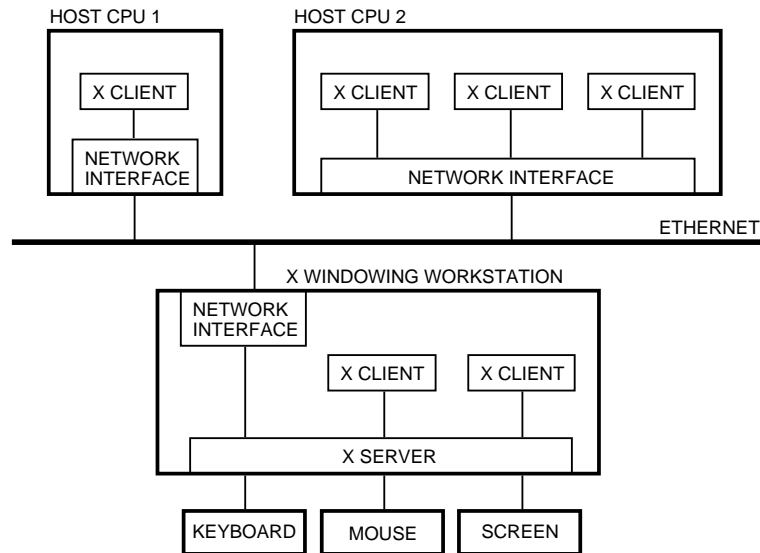 HOST CPU 1
HOST CPU 2
X CLIENT
X CLIENT
X CLIENT
X CLIENT
NETWORK
INTERFACE
NETWORK INTERFACE
ETHERNET
X WINDOWING WORKSTATION
NETWORK
INTERFACE
X CLIENT
X CLIENT
X SERVER
KEYBOARD
MOUSE
SCREEN